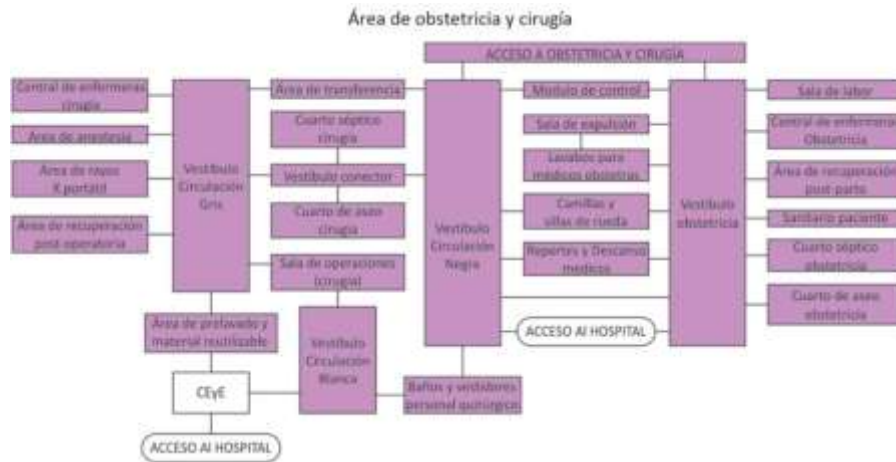 Área de obstetricia y cirugía
ACCESO A OBSTETRICIA Y CIRUGÍA
Central de enfermeras
cirugía
Área de anestesia
Área de rayos
X portátil
Área de recuperación
post-operatoria
Vestíbulo
Circulación
Gris
Área de transferencia
Cuarto séptico
cirugía
Vestíbulo conector
Cuarto de aseo
cirugía
Sala de operaciones
(cirugía)
Vestíbulo
Circulación
Negra
Modulo de control
Sala de expulsión
Lavabos para
médicos obstetras
Camillas y
sillas de rueda
Reportes y Descanso
médicos
Vestíbulo
obstetricia
Sala de labor
Central de enfermeras
Obstetricia
Área de recuperación
post-parto
Sanitario paciente
Cuarto séptico
obstetricia
Cuarto de aseo
obstetricia
Área de prelavado y
material reutilizable
Vestíbulo
Circulación
Blanca
ACCESO Al HOSPITAL
CEyE
Baños y vestidores
personal quirúrgico
ACCESO Al HOSPITAL